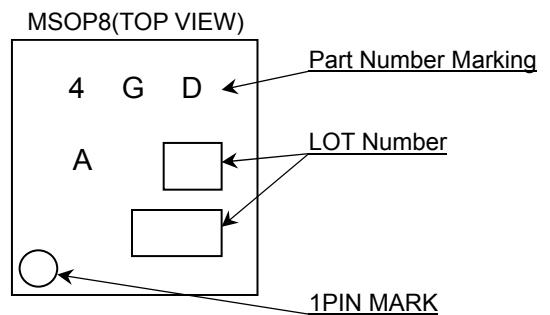 MSOP8(TOP VIEW)
Part Number Marking
4 G D
LOT Number
A
1PIN MARK